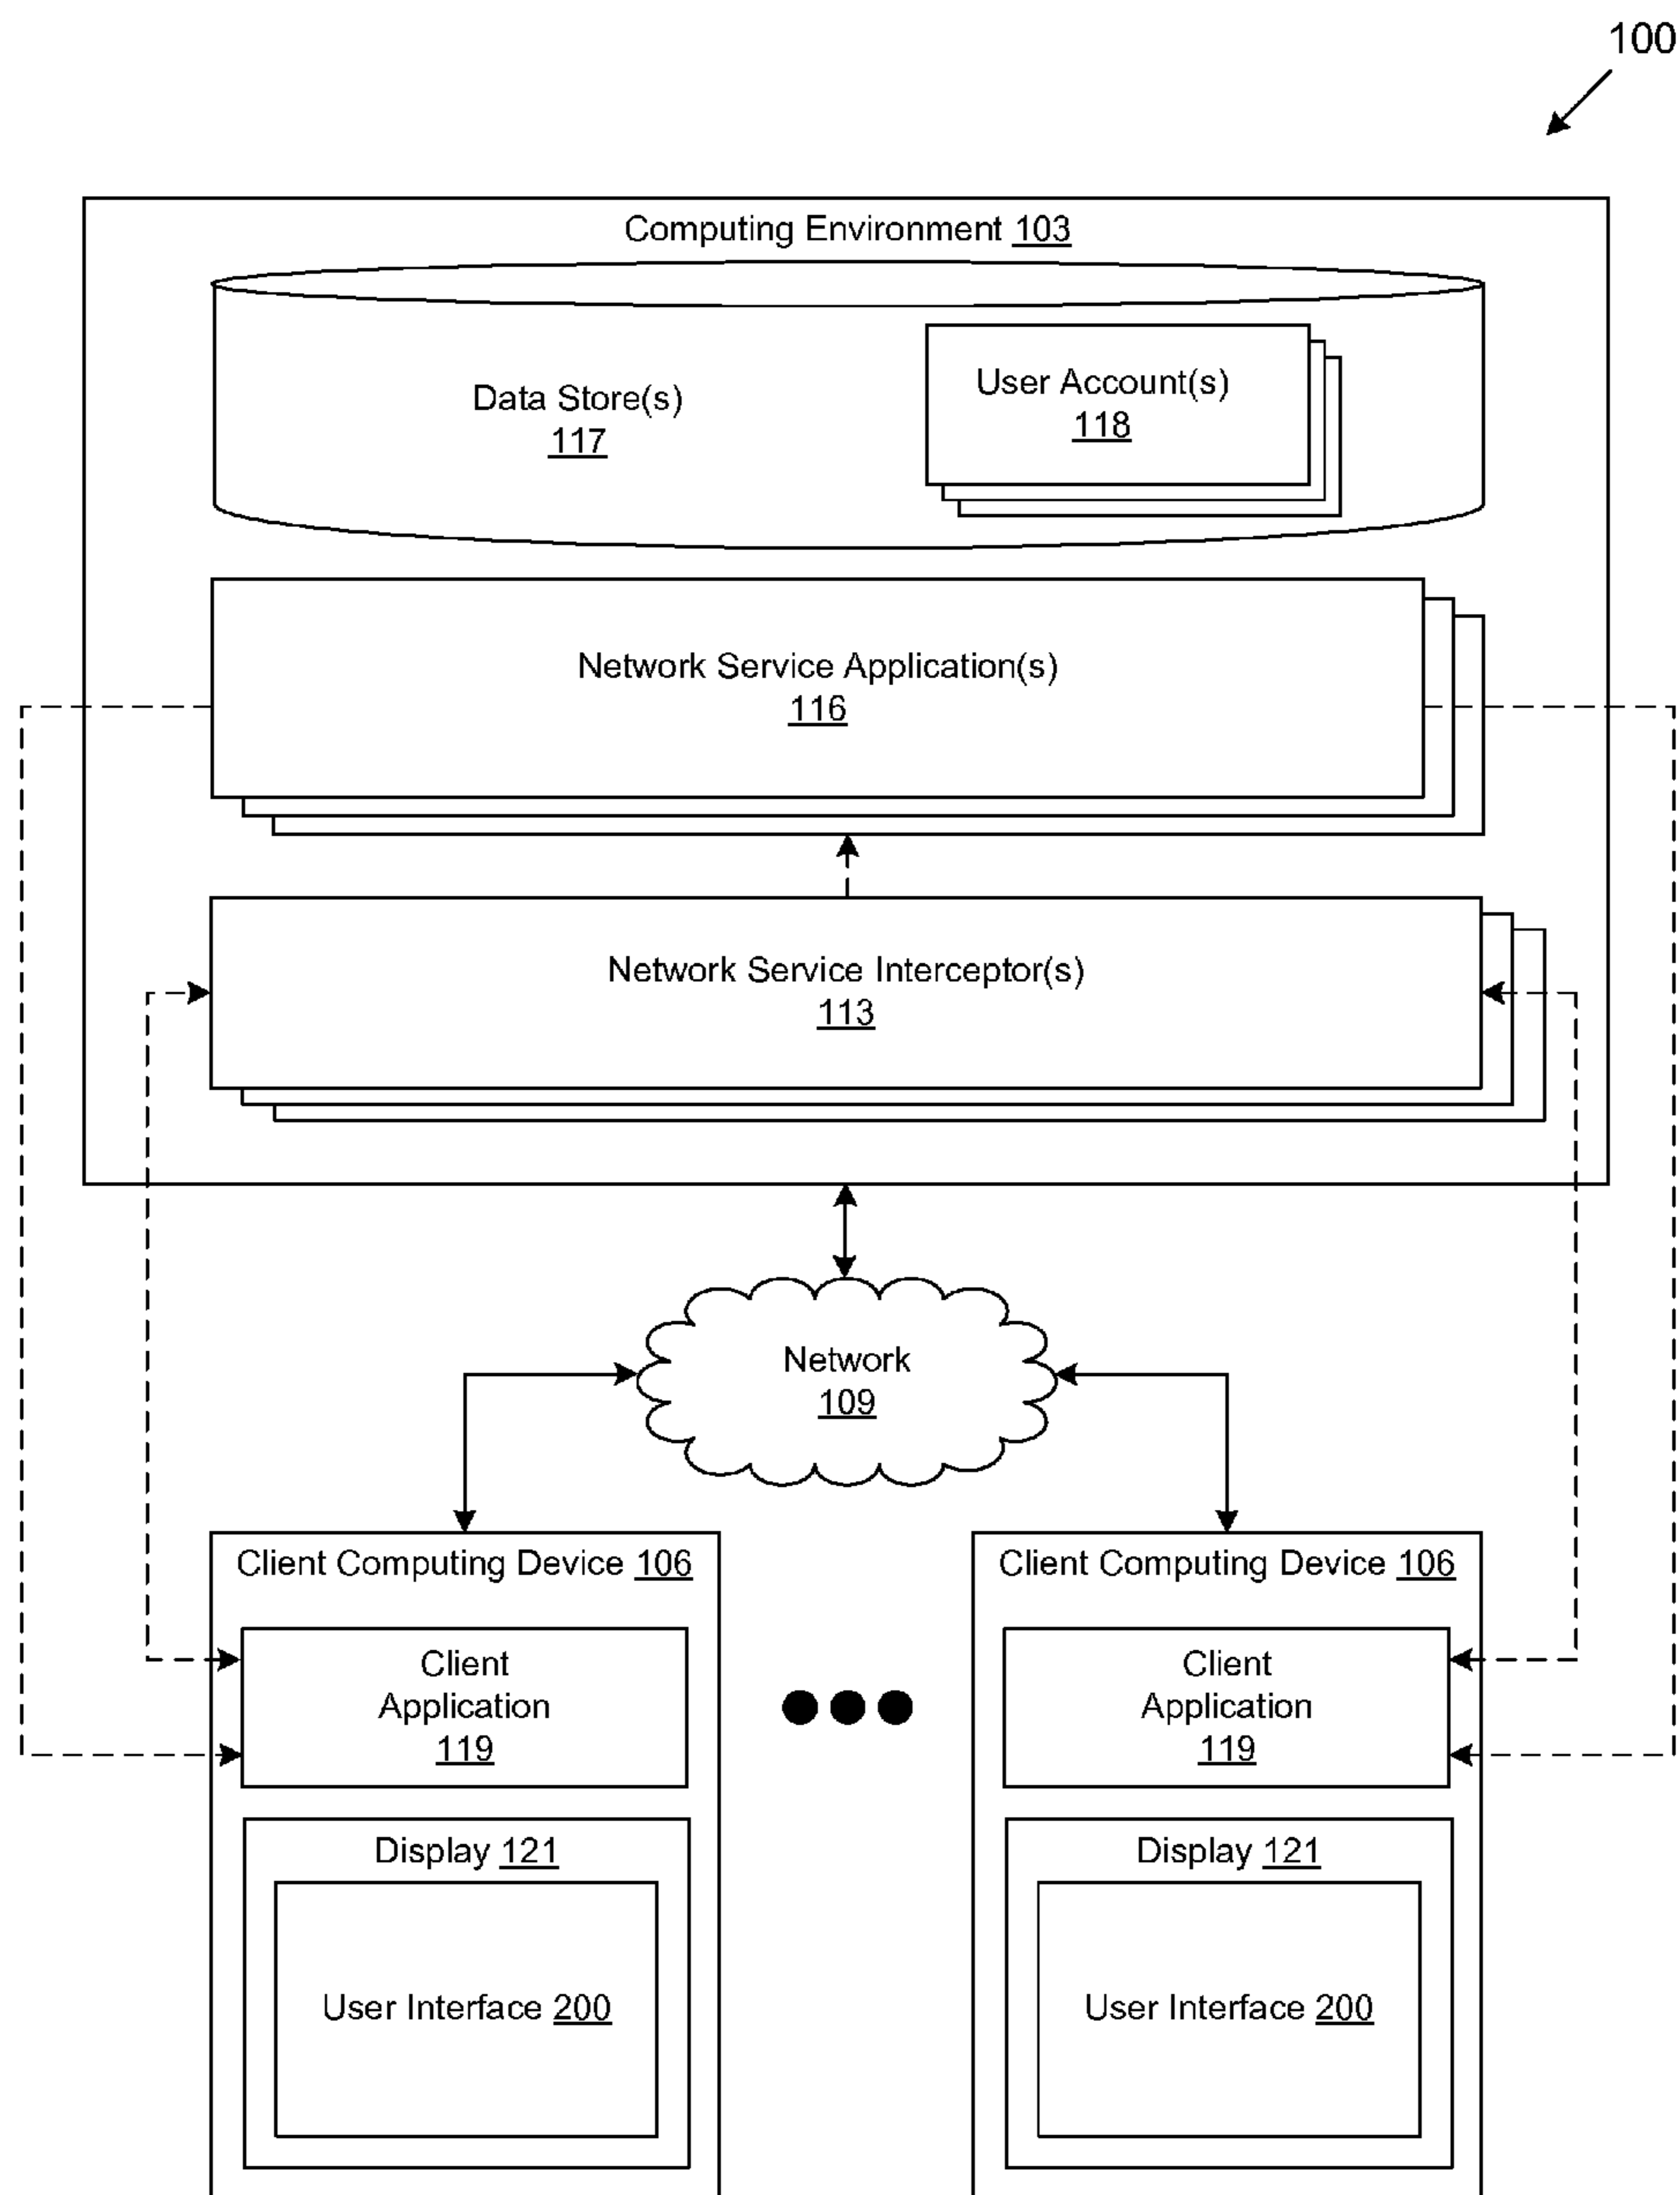 100
Computing Environment 103
Data Store(s)
117
User Account(s)
118
Network Service Application(s)
116
Network Service Interceptor(s)
113
Network
109
Client Computing Device 106
Client
Application
119
Display 121
User Interface 200
Client Computing Device 106
Client
Application
119
Display 121
User Interface 200